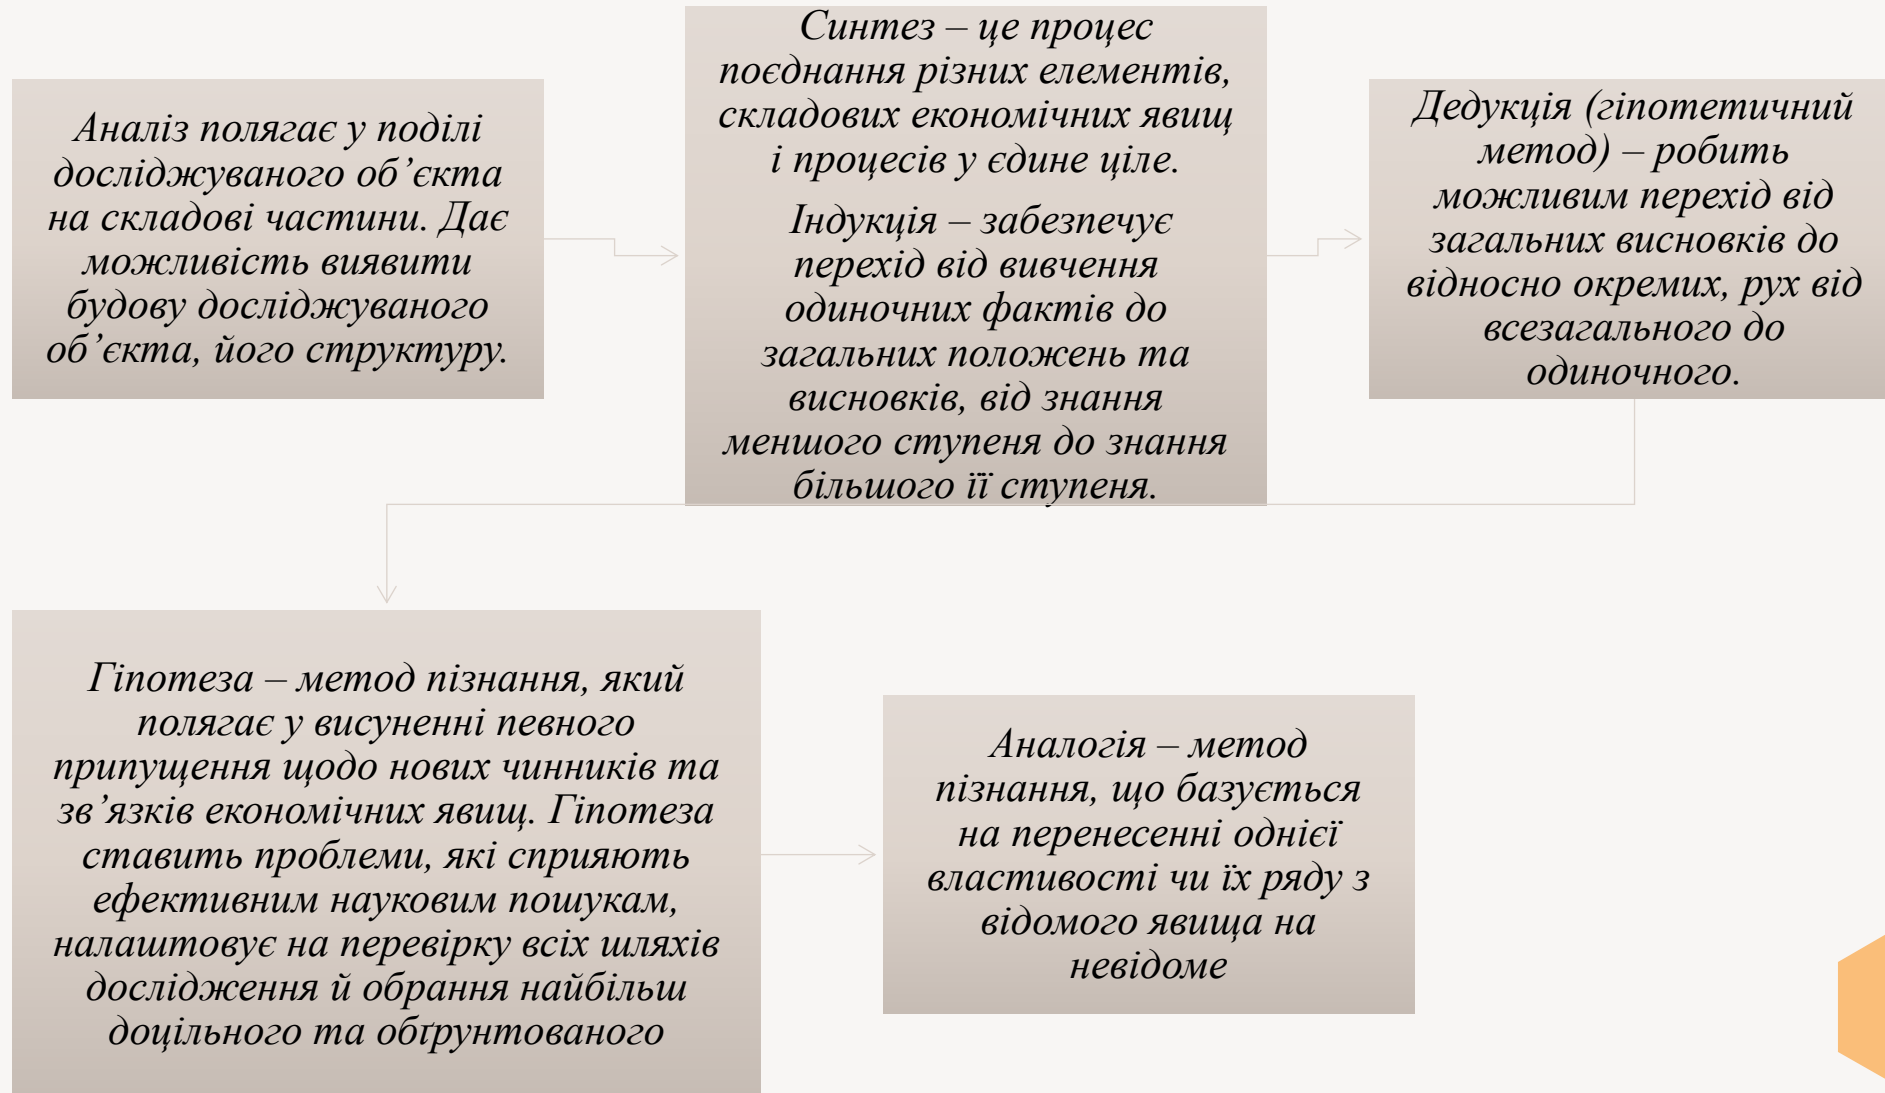 Аналіз полягає у поділі
досліджуваного об’єкта
на складові частини. Дає
можливість виявити
будову досліджуваного
об’єкта, його структуру.
Синтез – це процес
поєднання різних елементів,
складових економічних явищ
і процесів у єдине ціле.
Індукція – забезпечує
перехід від вивчення
одиночних фактів до
загальних положень та
висновків, від знання
меншого ступеня до знання
більшого її ступеня.
Дедукція (гіпотетичний
метод) – робить
можливим перехід від
загальних висновків до
відносно окремих, рух від
всезагального до
одиночного.
Гіпотеза – метод пізнання, який
полягає у висуненні певного
припущення щодо нових чинників та
зв’язків економічних явищ. Гіпотеза
ставить проблеми, які сприяють
ефективним науковим пошукам,
налаштовує на перевірку всіх шляхів
дослідження й обрання найбільш
доцільного та обґрунтованого
Аналогія – метод
пізнання, що базується
на перенесенні однієї
властивості чи їх ряду з
відомого явища на
невідоме